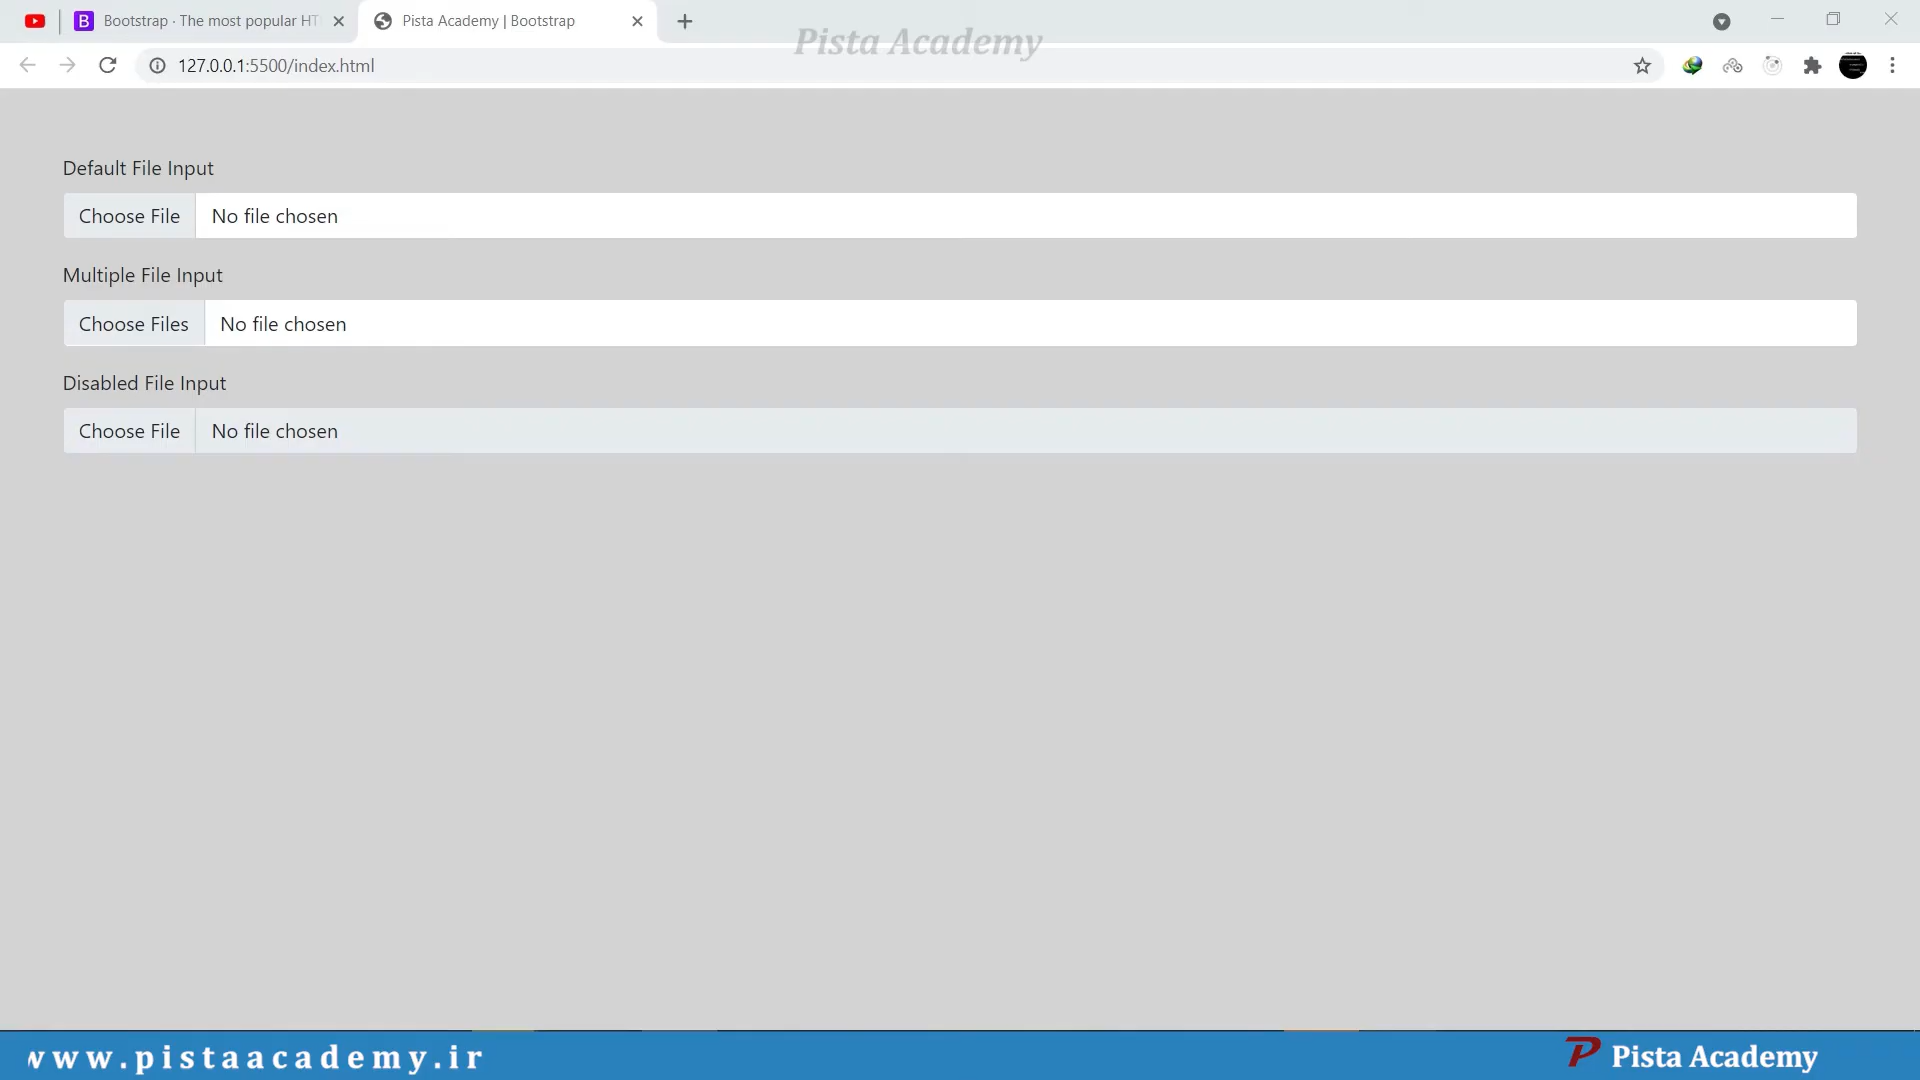 Bootstrap · The most popular HT
Pista Academy | Bootstrap
Pista Academy
127.0.0.1:5500/index.html
Default File Input
Choose File No file chosen
Multiple File Input
Choose Files No file chosen
Disabled File Input
Choose File No file chosen
www.pistaacademy.ir
Pista Academy